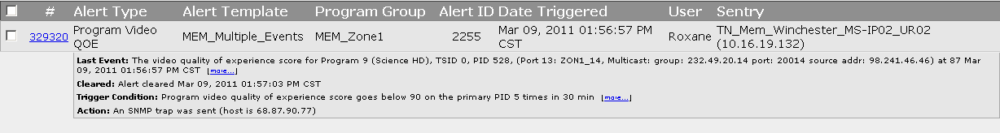 # Alert Type Alert Template Program Group Alert ID Date Triggered User Sentry
329320 Program Video QOE MEM_Multiple_Events MEM_Zone1 2255 Mar 09, 2011 01:56:57 PM CST Roxane TN_Mem_Winchester_MS-IP02_UR02 (10.16.19.132)
Last Event: The video quality of experience score for Program 9 (Science HD), TSID 0, PID 528, (Port 13: ZON1_14, Multicast: group: 232.49.20.14 port: 20014 source addr: 98.241.46.46) at 87 Mar
09, 2011 01:56:57 PM CST [more...]
Cleared: Alert cleared Mar 09, 2011 01:57:03 PM CST
Trigger Condition: Program video quality of experience score goes below 90 on the primary PID 5 times in 30 min [more...]
Action: An SNMP trap was sent (host is 68.87.90.77)